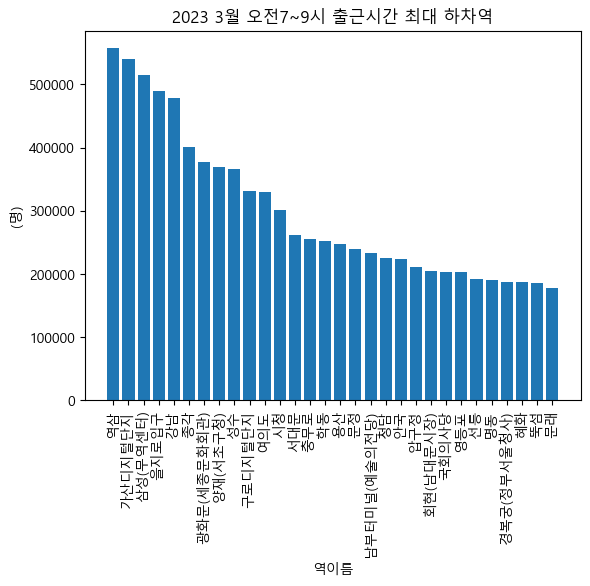 2023 3월 오전7~9시 출근시간 최대 하차역
(명)
500000
400000
300000
200000
100000
0
역삼
가산디지털단지
삼성(무역센터)
을지로입구
강남
종각
광화문(세종문화회관)
양재(서초구청)
성수
구로디지털단지
여의도
시청
서대문
충무로
학동
용산
문정
남부터미널(예술의전당)
청담
안국
압구정
회현(남대문시장)
국회의사당
영등포
선릉
명동
경복궁(정부서울청사)
혜화
뚝섬
문래
역이름